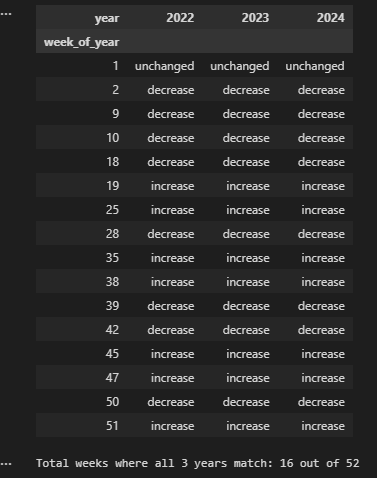 ...
year 2022 2023 2024
week_of_year
1 unchanged unchanged unchanged
2 decrease decrease decrease
9 decrease decrease decrease
10 decrease decrease decrease
18 decrease decrease decrease
19 increase increase increase
25 increase increase increase
28 decrease decrease decrease
35 increase increase increase
38 increase increase increase
39 decrease decrease decrease
42 decrease decrease decrease
45 increase increase increase
47 increase increase increase
50 decrease decrease decrease
51 increase increase increase
... Total weeks where all 3 years match: 16 out of 52